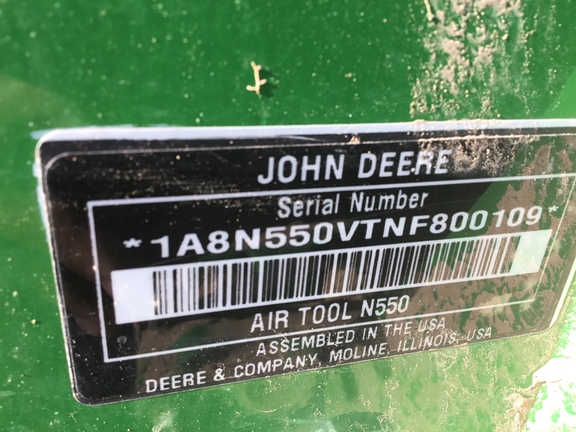 JOHN DEERE
Serial Number
*1A8N550VTNF800109*
AIR TOOL N550
ASSEMBLED IN THE USA
DEERE & COMPANY, MOLINE, ILLINOIS, USA